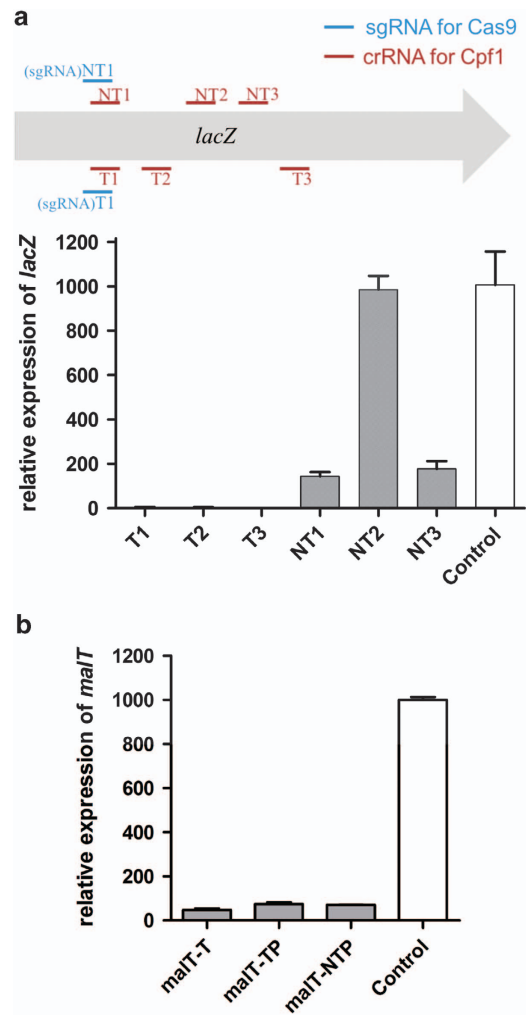 a
sgRNA for Cas9
crRNA for Cpf1
(sgRNA)NT1
NT1
NT2
NT3
lacZ
T1
T2
T3
(sgRNA)T1
relative expression of lacZ
1200
1000
800
600
400
200
0
T1
T2
T3
NT1
NT2
NT3
Control
b
relative expression of malT
1200
1000
800
600
400
200
0
malT-T
malT-TP
malT-NTP
Control